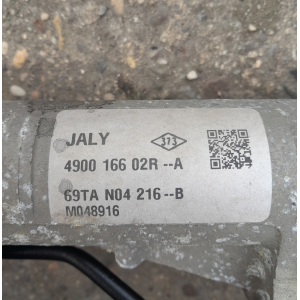 JALY 373
4900 166 02R--A
69TA N04 216--B
M048916